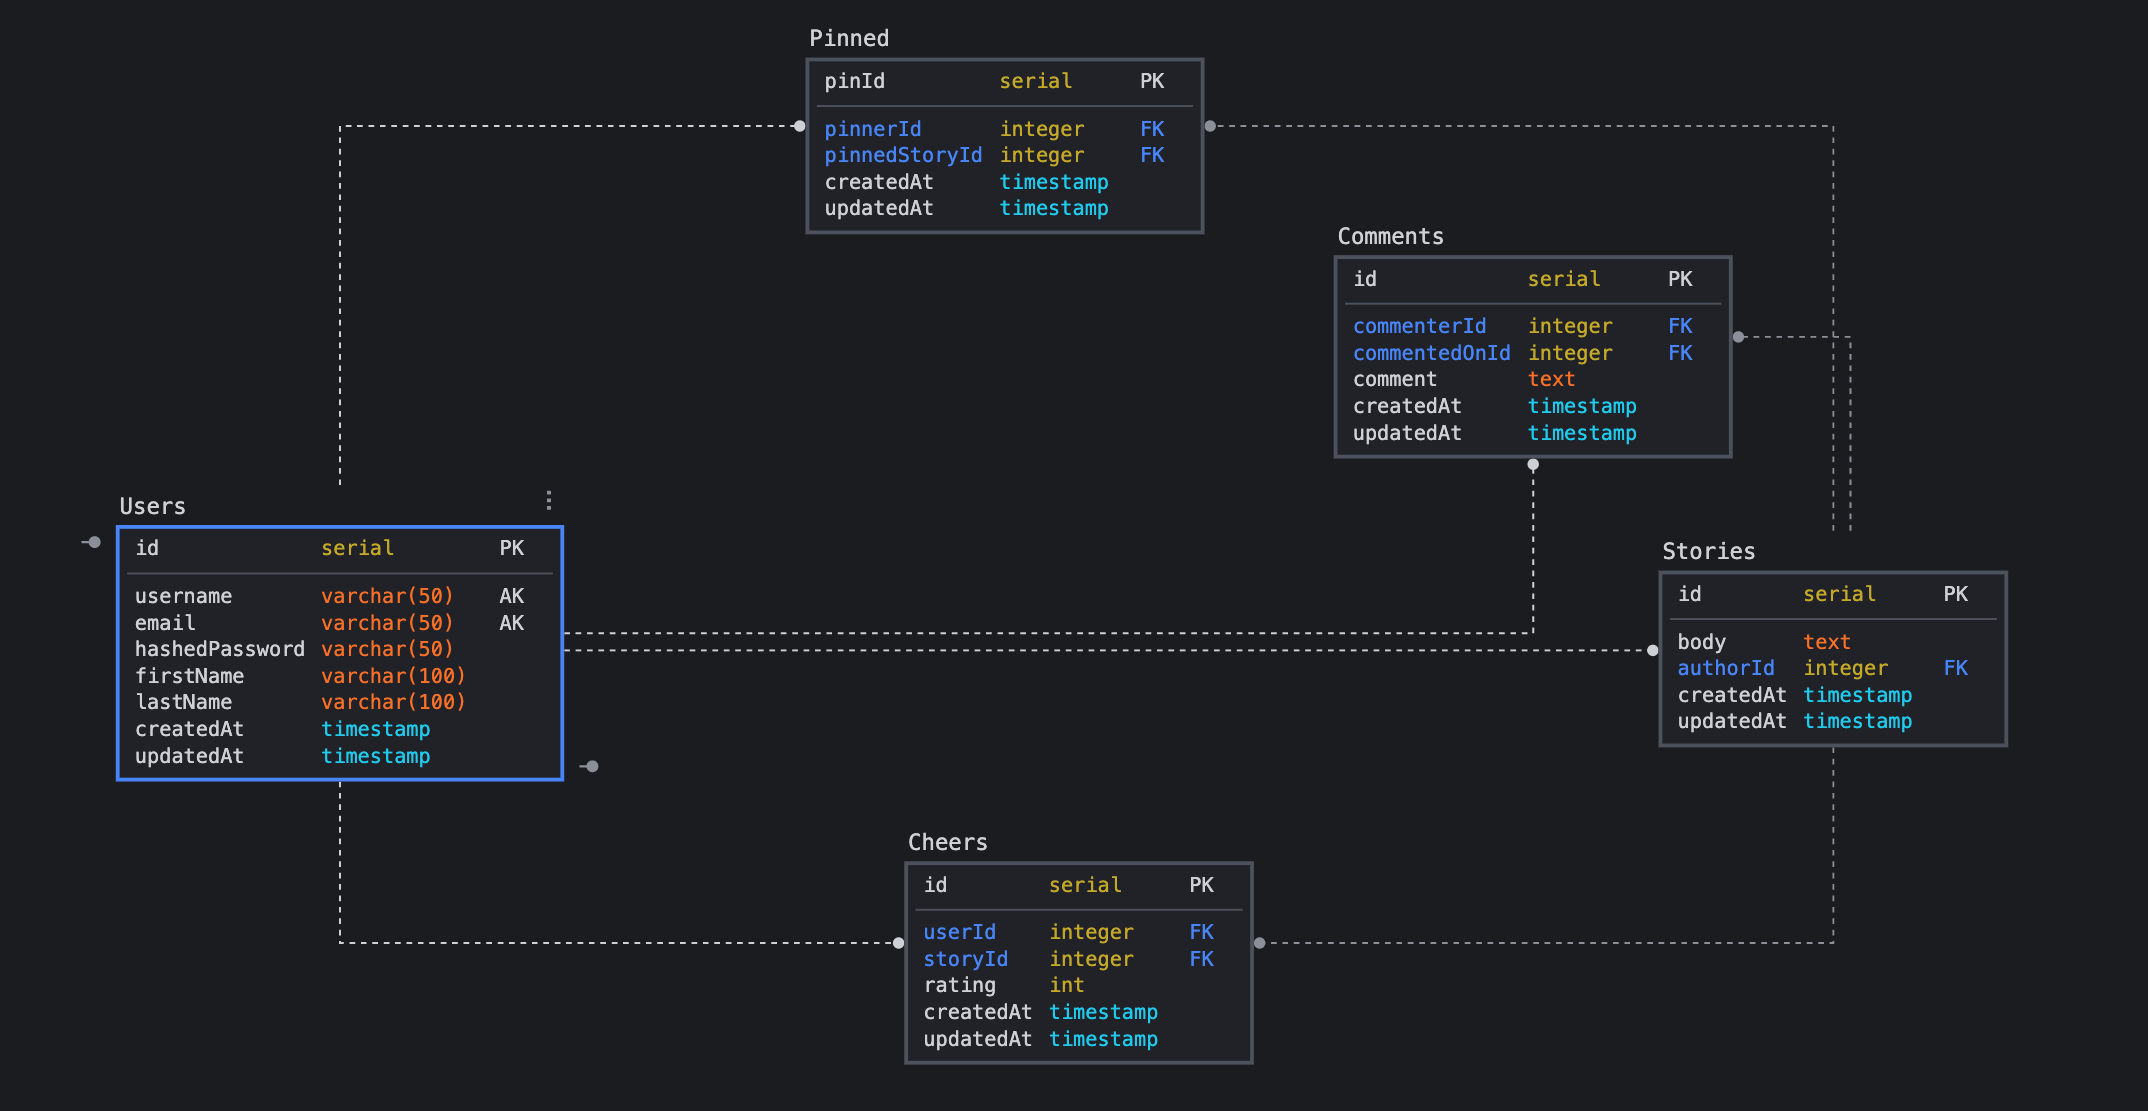 Pinned
pinId serial PK
pinnerId integer FK
pinnedStoryId integer FK
createdAt timestamp
updatedAt timestamp
Comments
id serial PK
commenterId integer FK
commentedOnId integer FK
comment text
createdAt timestamp
updatedAt timestamp
Users
id serial PK
username varchar(50) AK
email varchar(50) AK
hashedPassword varchar(50)
firstName varchar(100)
lastName varchar(100)
createdAt timestamp
updatedAt timestamp
Stories
id serial PK
body text
authorId integer FK
createdAt timestamp
updatedAt timestamp
Cheers
id serial PK
userId integer FK
storyId integer FK
rating int
createdAt timestamp
updatedAt timestamp